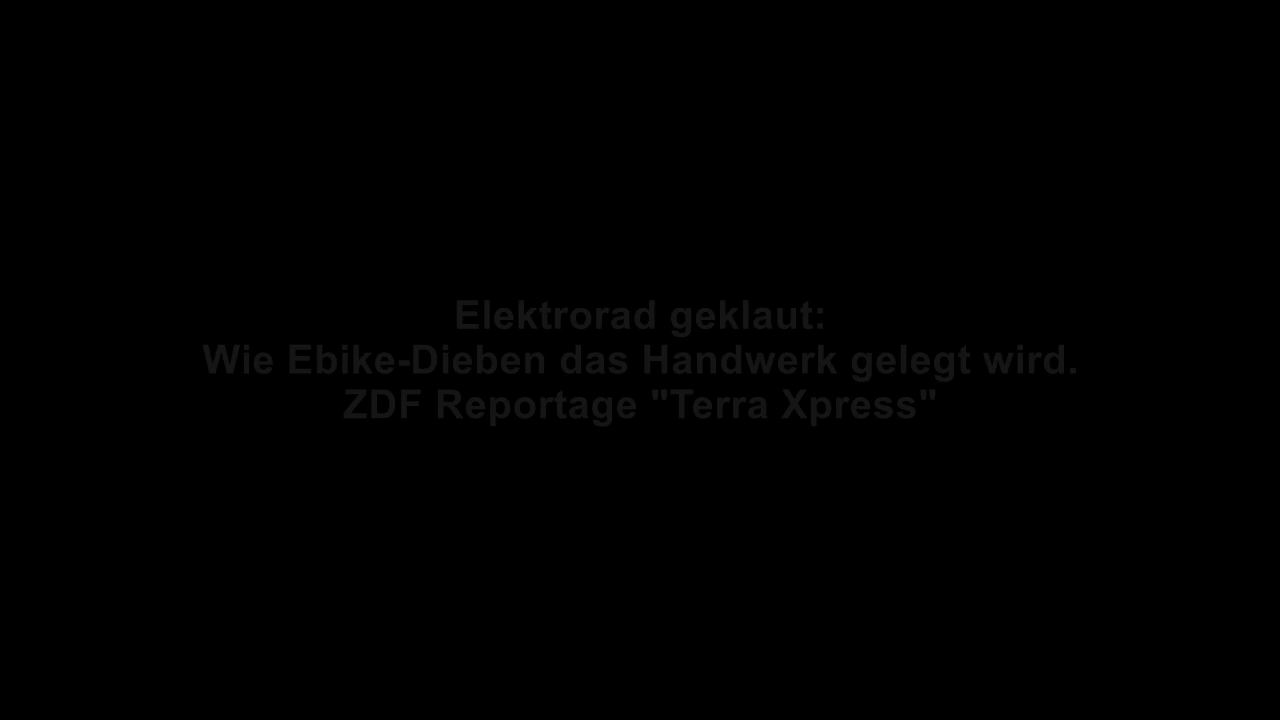 Elektrorad geklaut:
Wie Ebike-Dieben das Handwerk gelegt wird.
ZDF Reportage "Terra Xpress"